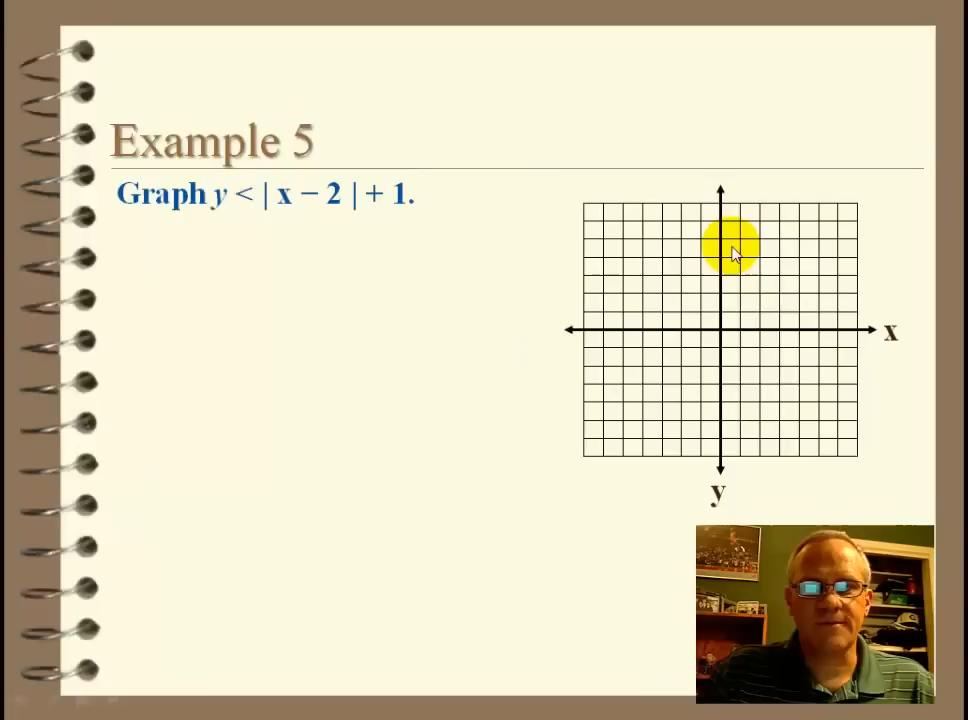 Example 5
Graph y < | x − 2 | + 1.
x
y